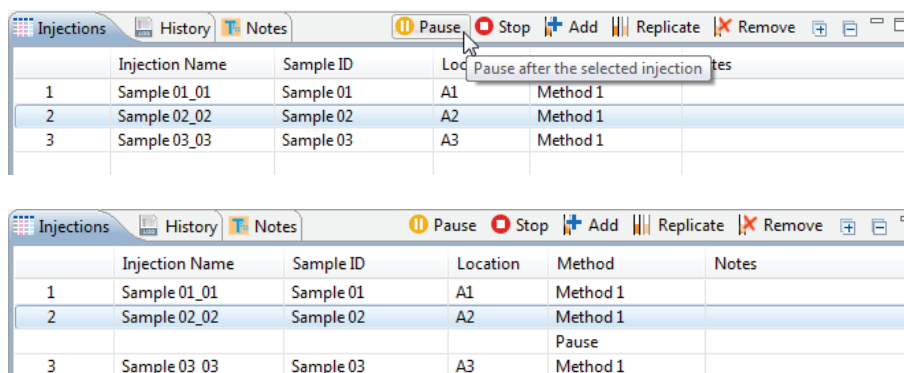 Injections History Notes Pause Stop Add Replicate Remove
Injection Name Sample ID Loc tes
Pause after the selected injection
1 Sample 01_01 Sample 01 A1 Method 1
2 Sample 02_02 Sample 02 A2 Method 1
3 Sample 03_03 Sample 03 A3 Method 1
Injections History Notes Pause Stop Add Replicate Remove
Injection Name Sample ID Location Method Notes
1 Sample 01_01 Sample 01 A1 Method 1
2 Sample 02_02 Sample 02 A2 Method 1
Pause
3 Sample 03_03 Sample 03 A3 Method 1